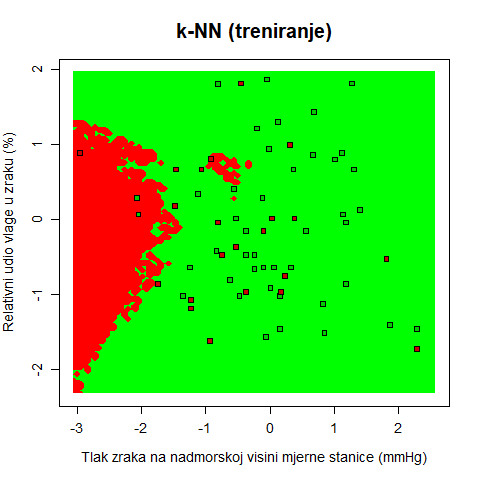 k-NN (treniranje)
Relativni udio vlage u zraku (%)
2
1
0
-1
-2
-3 -2 -1 0 1 2
Tlak zraka na nadmorskoj visini mjerne stanice (mmHg)